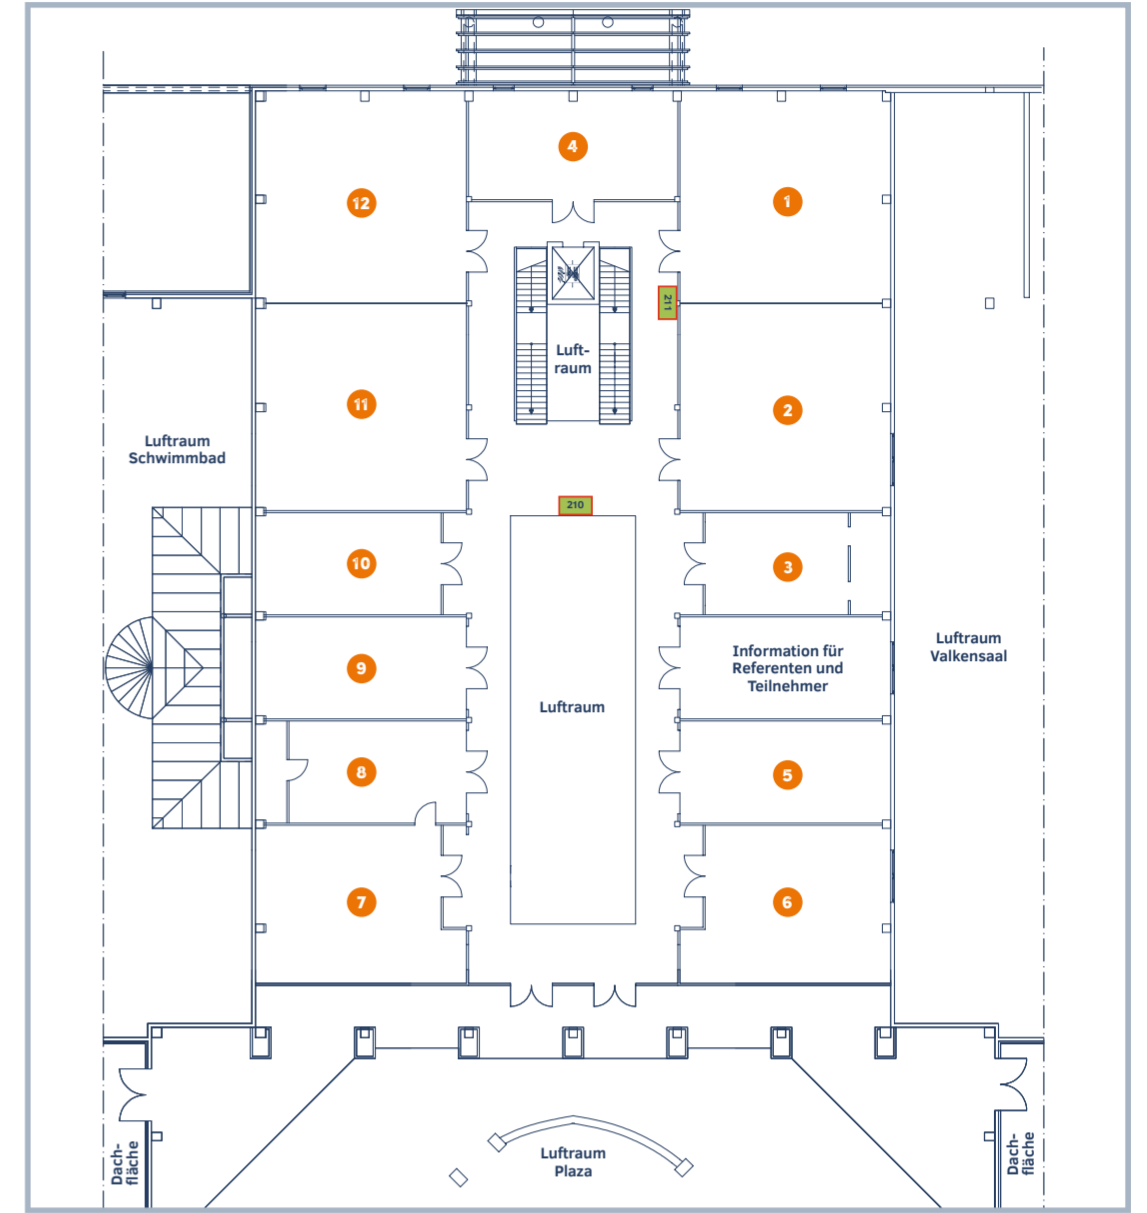 4
12
1
211
Luft-
raum
11
2
Luftraum
Schwimmbad
210
10
3
9
Information für
Referenten und
Teilnehmer
Luftraum
Valkensaal
Luftraum
8
5
7
6
Dach-
fläche
Luftraum
Plaza
Dach-
fläche